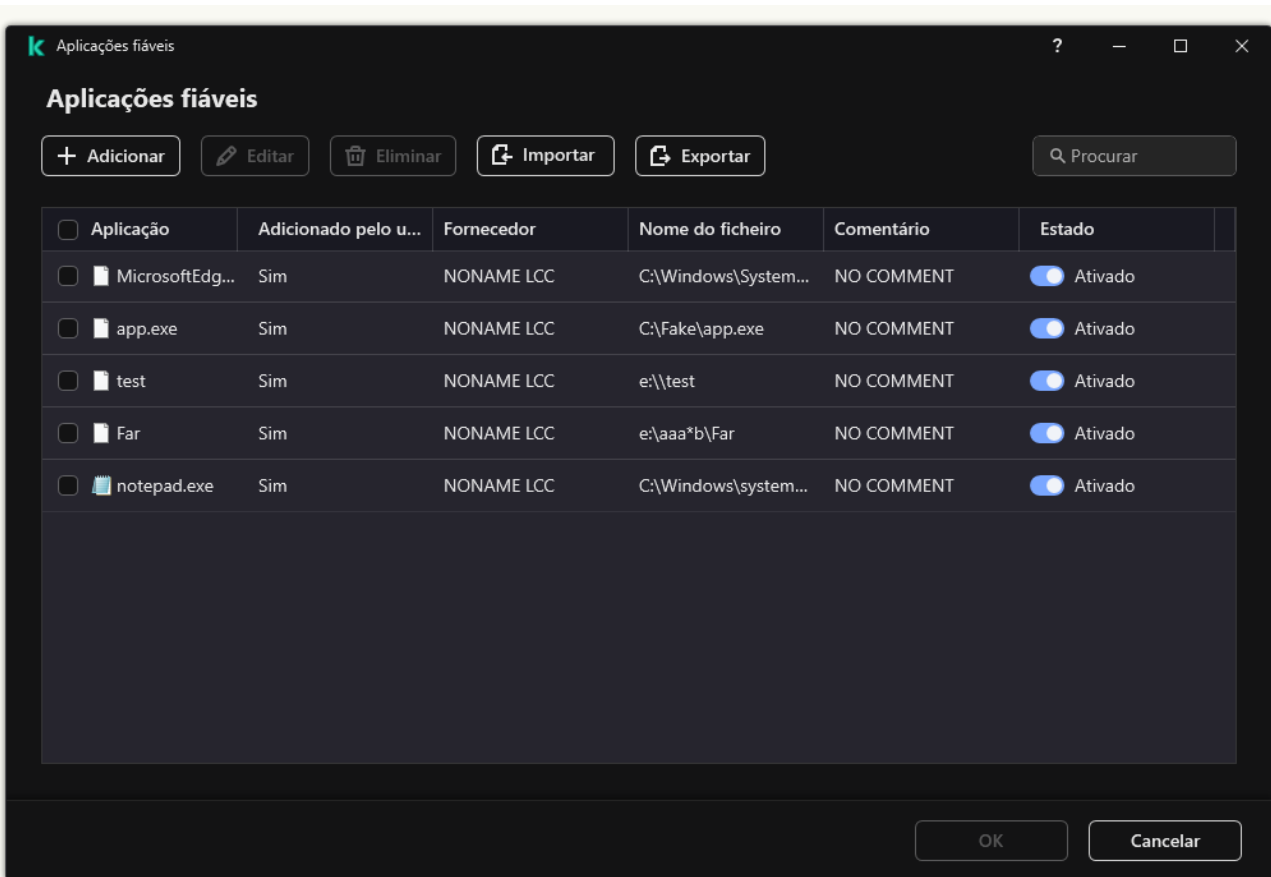 Aplicações fiáveis
?
Aplicações fiáveis
Adicionar Editar Eliminar Importar Exportar Procurar
Aplicação Adicionado pelo u... Fornecedor Nome do ficheiro Comentário Estado
MicrosoftEdg... Sim NONAME LCC C:\Windows\System... NO COMMENT Ativado
app.exe Sim NONAME LCC C:\Fake\app.exe NO COMMENT Ativado
test Sim NONAME LCC e:\\test NO COMMENT Ativado
Far Sim NONAME LCC e:\aaa*b\Far NO COMMENT Ativado
notepad.exe Sim NONAME LCC C:\Windows\system... NO COMMENT Ativado
OK Cancelar